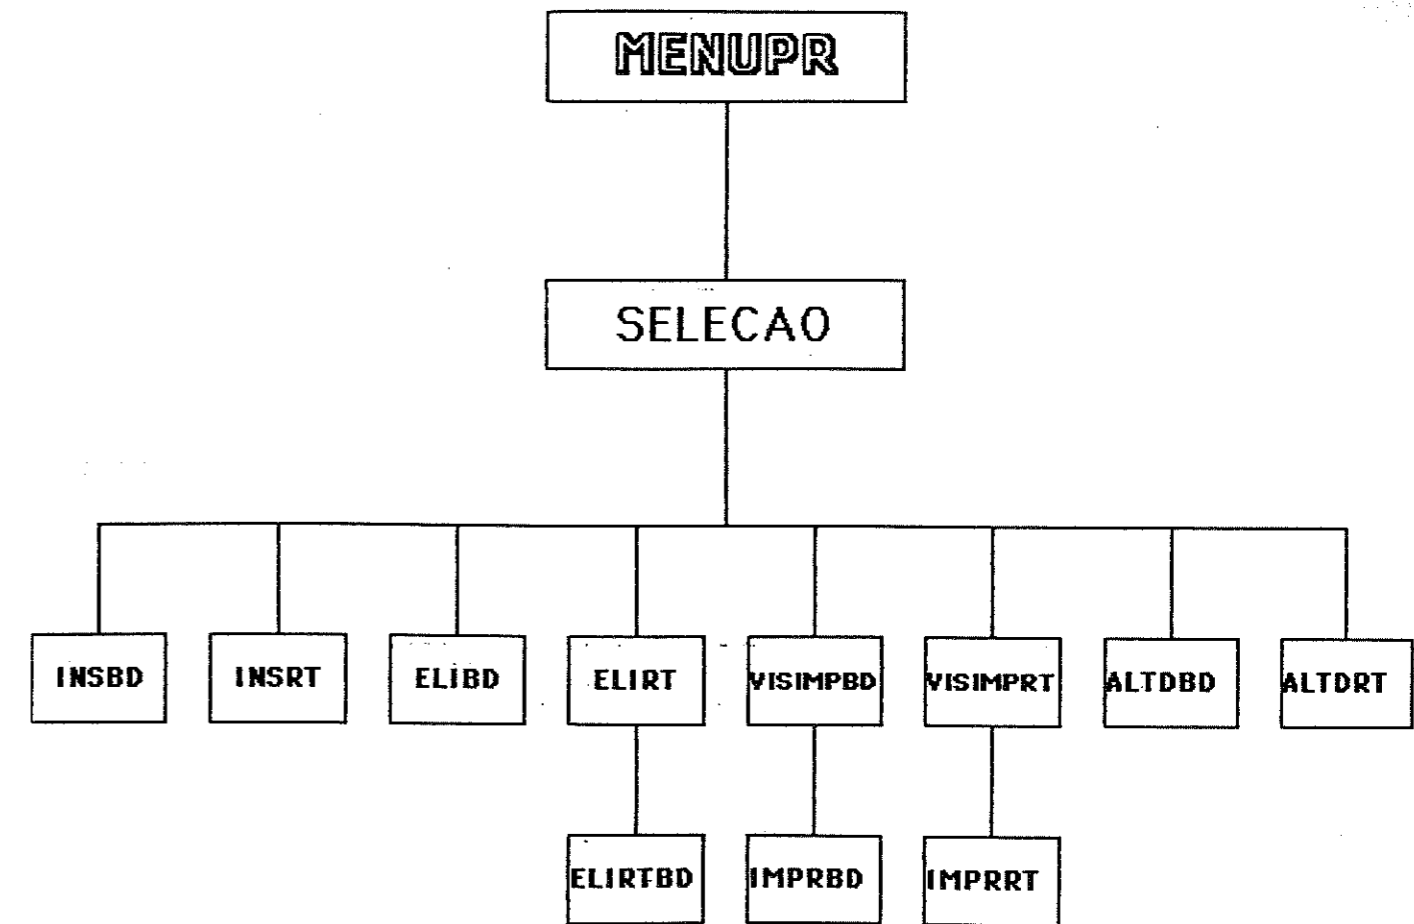 MENUPR
SELECAO
INSBD
INSRT
ELIBD
ELIRT
VISIMPBD
VISIMPRT
ALTDBD
ALTDRT
ELIRTBD
IMPRBD
IMPRRT